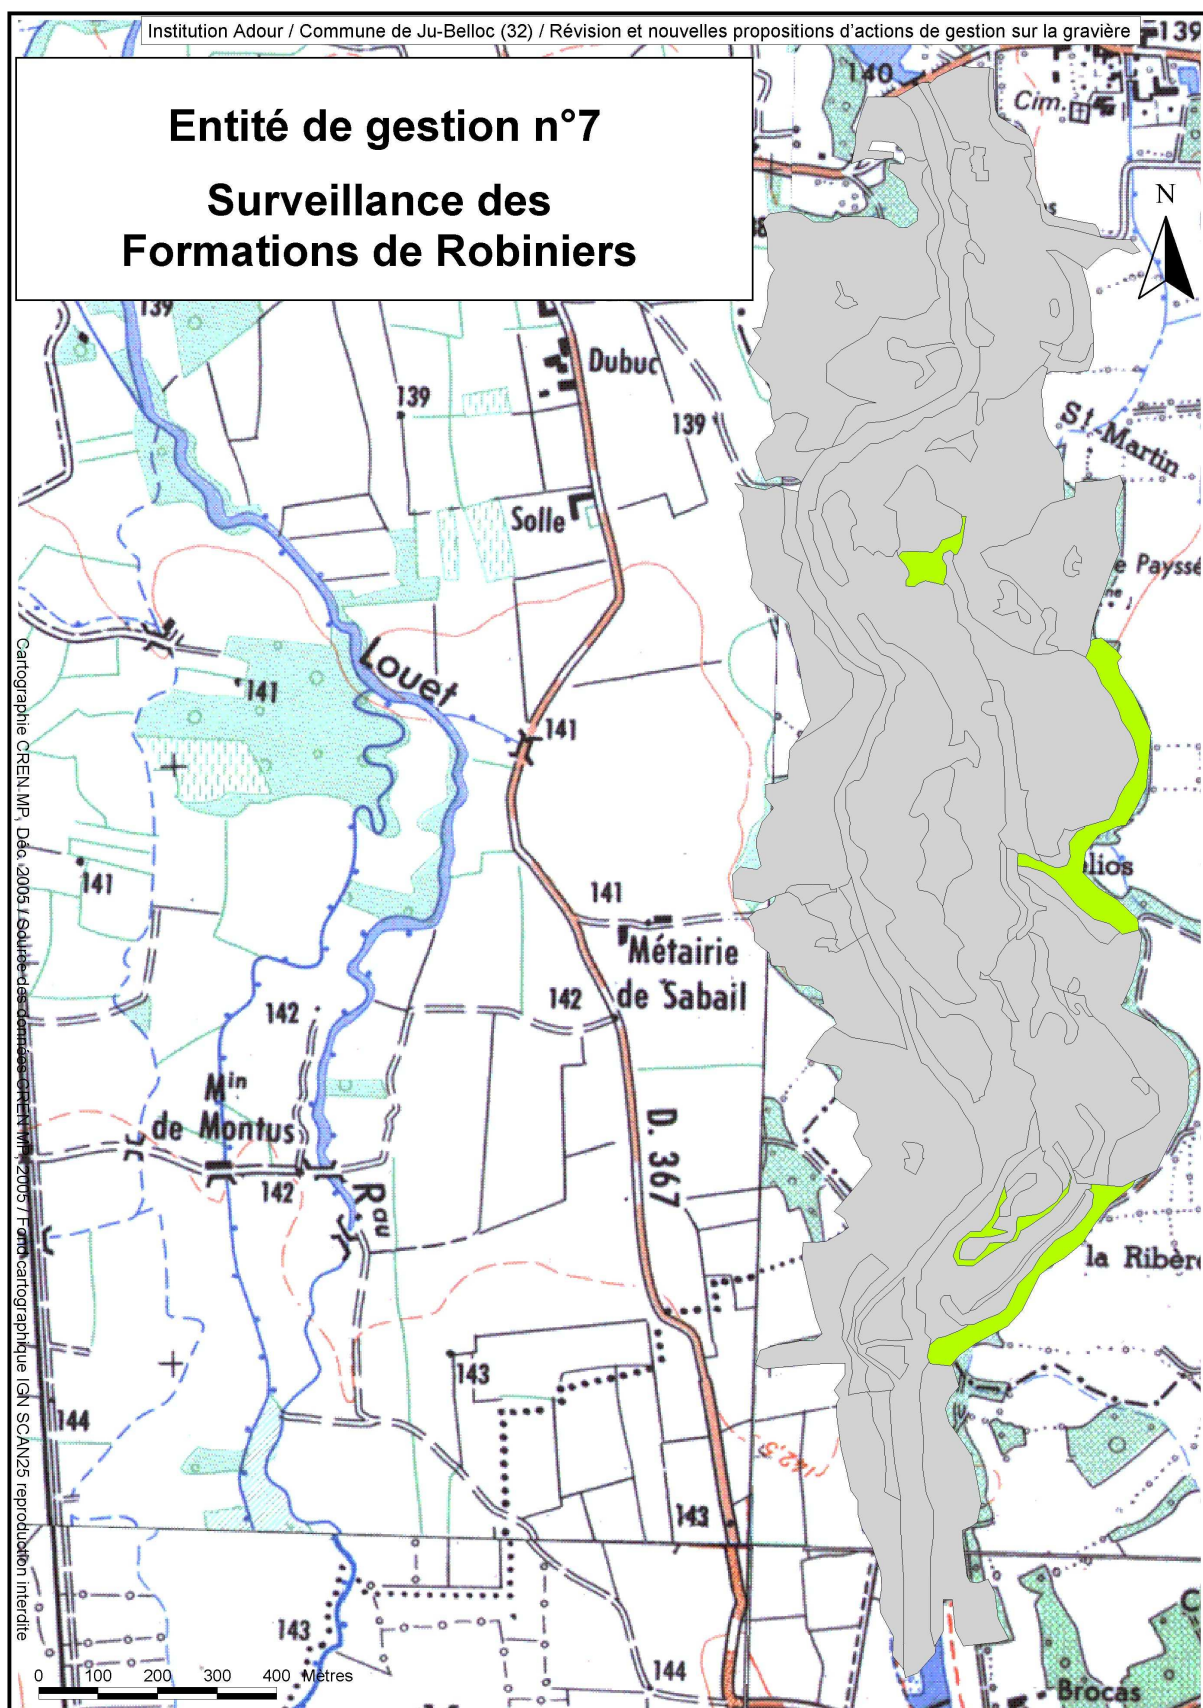 Institution Adour / Commune de Ju-Belloc (32) / Révision et nouvelles propositions d'actions de gestion sur la gravière
139
Entité de gestion n°7
Surveillance des
Formations de Robiniers
140
Cim.
N
139
Dubuc
139
139
St-Martin
Solle
Payssé
Louet
141
141
141
141
Métairie
de Sabail
142
142
Min
de Montus
142
Rau
D. 367
la Ribère
143
144
(142,5)
143
143
144
Brocas
0 100 200 300 400 Mètres
Cartographie CREN MP, Déc. 2005 / Source des données CREN MP, 2005 / Fond cartographique IGN SCAN25 reproduction interdite